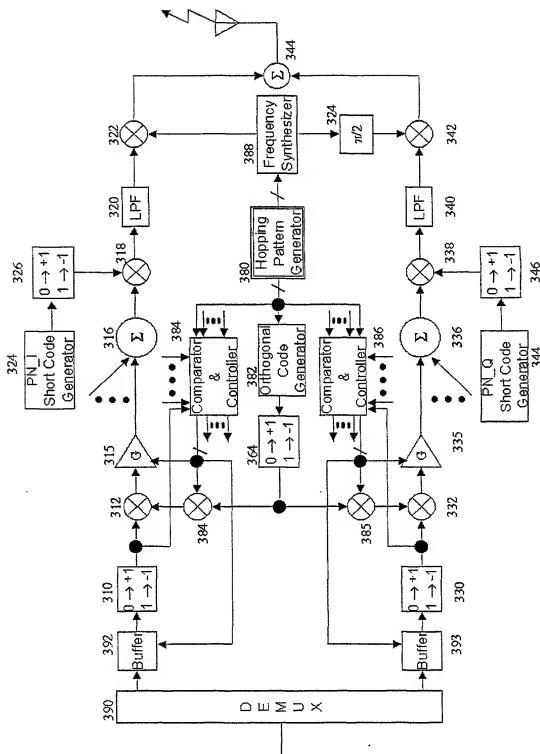 390
D
E
M
U
X
392
Buffer
310
0→+1
1→-1
312
315
G
316
Σ
318
320
LPF
322
324
PN_I
Short Code
Generator
326
0→+1
1→-1
384
Comparator
&
Controller
384
364
0→+1
1→-1
382
Orthogonal
Code
Generator
380
Hopping
Pattern
Generator
388
Frequency
Synthesizer
324
π/2
344
Σ
385
386
Comparator
&
Controller
393
Buffer
330
0→+1
1→-1
332
335
G
336
Σ
338
340
LPF
342
344
PN_Q
Short Code
Generator
346
0→+1
1→-1